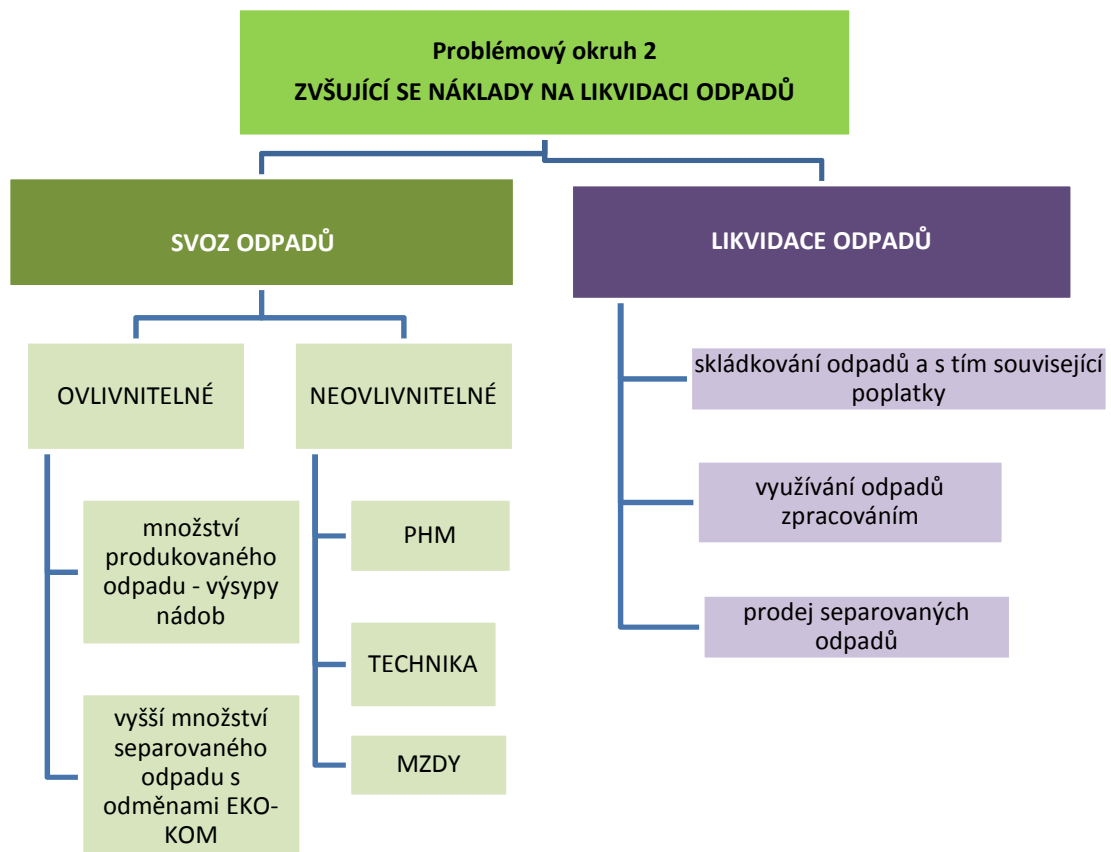 Problémový okruh 2
ZVŠUJÍCÍ SE NÁKLADY NA LIKVIDACI ODPADŮ
SVOZ ODPADŮ
LIKVIDACE ODPADŮ
OVLIVNITELNÉ
NEOVLIVNITELNÉ
množství
produkovaného
odpadu - výsypy
nádob
vyšší množství
separovaného
odpadu s
odměnami EKO-
KOM
PHM
TECHNIKA
MZDY
skládkování odpadů a s tím související
poplatky
využívání odpadů
zpracováním
prodej separovaných
odpadů